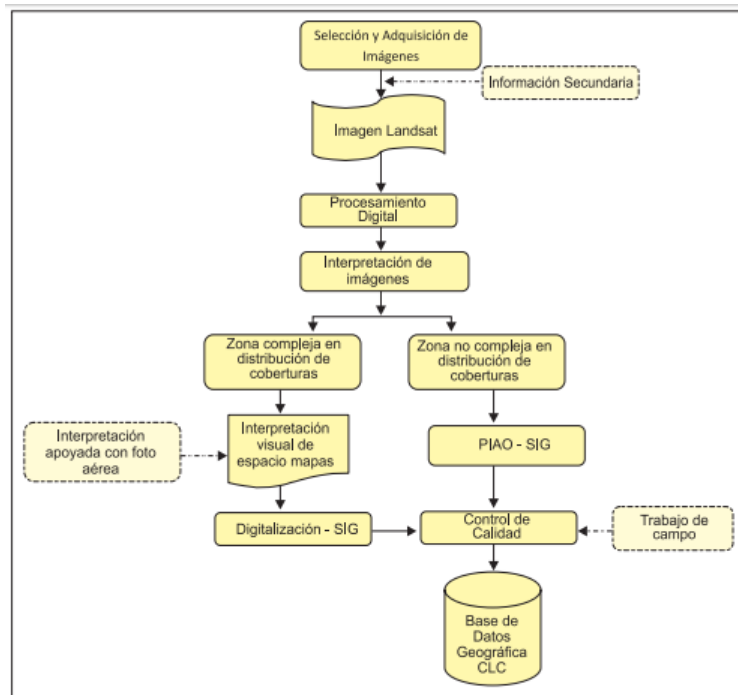 Selección y Adquisición de
Imágenes
Información Secundaria
Imagen Landsat
Procesamiento
Digital
Interpretación de
imágenes
Zona compleja en
distribución de
coberturas
Zona no compleja en
distribución de
coberturas
Interpretación
apoyada con foto
aérea
Interpretación
visual de
espacio mapas
PIAO - SIG
Digitalización - SIG
Control de
Calidad
Trabajo de
campo
Base de
Datos
Geográfica
CLC